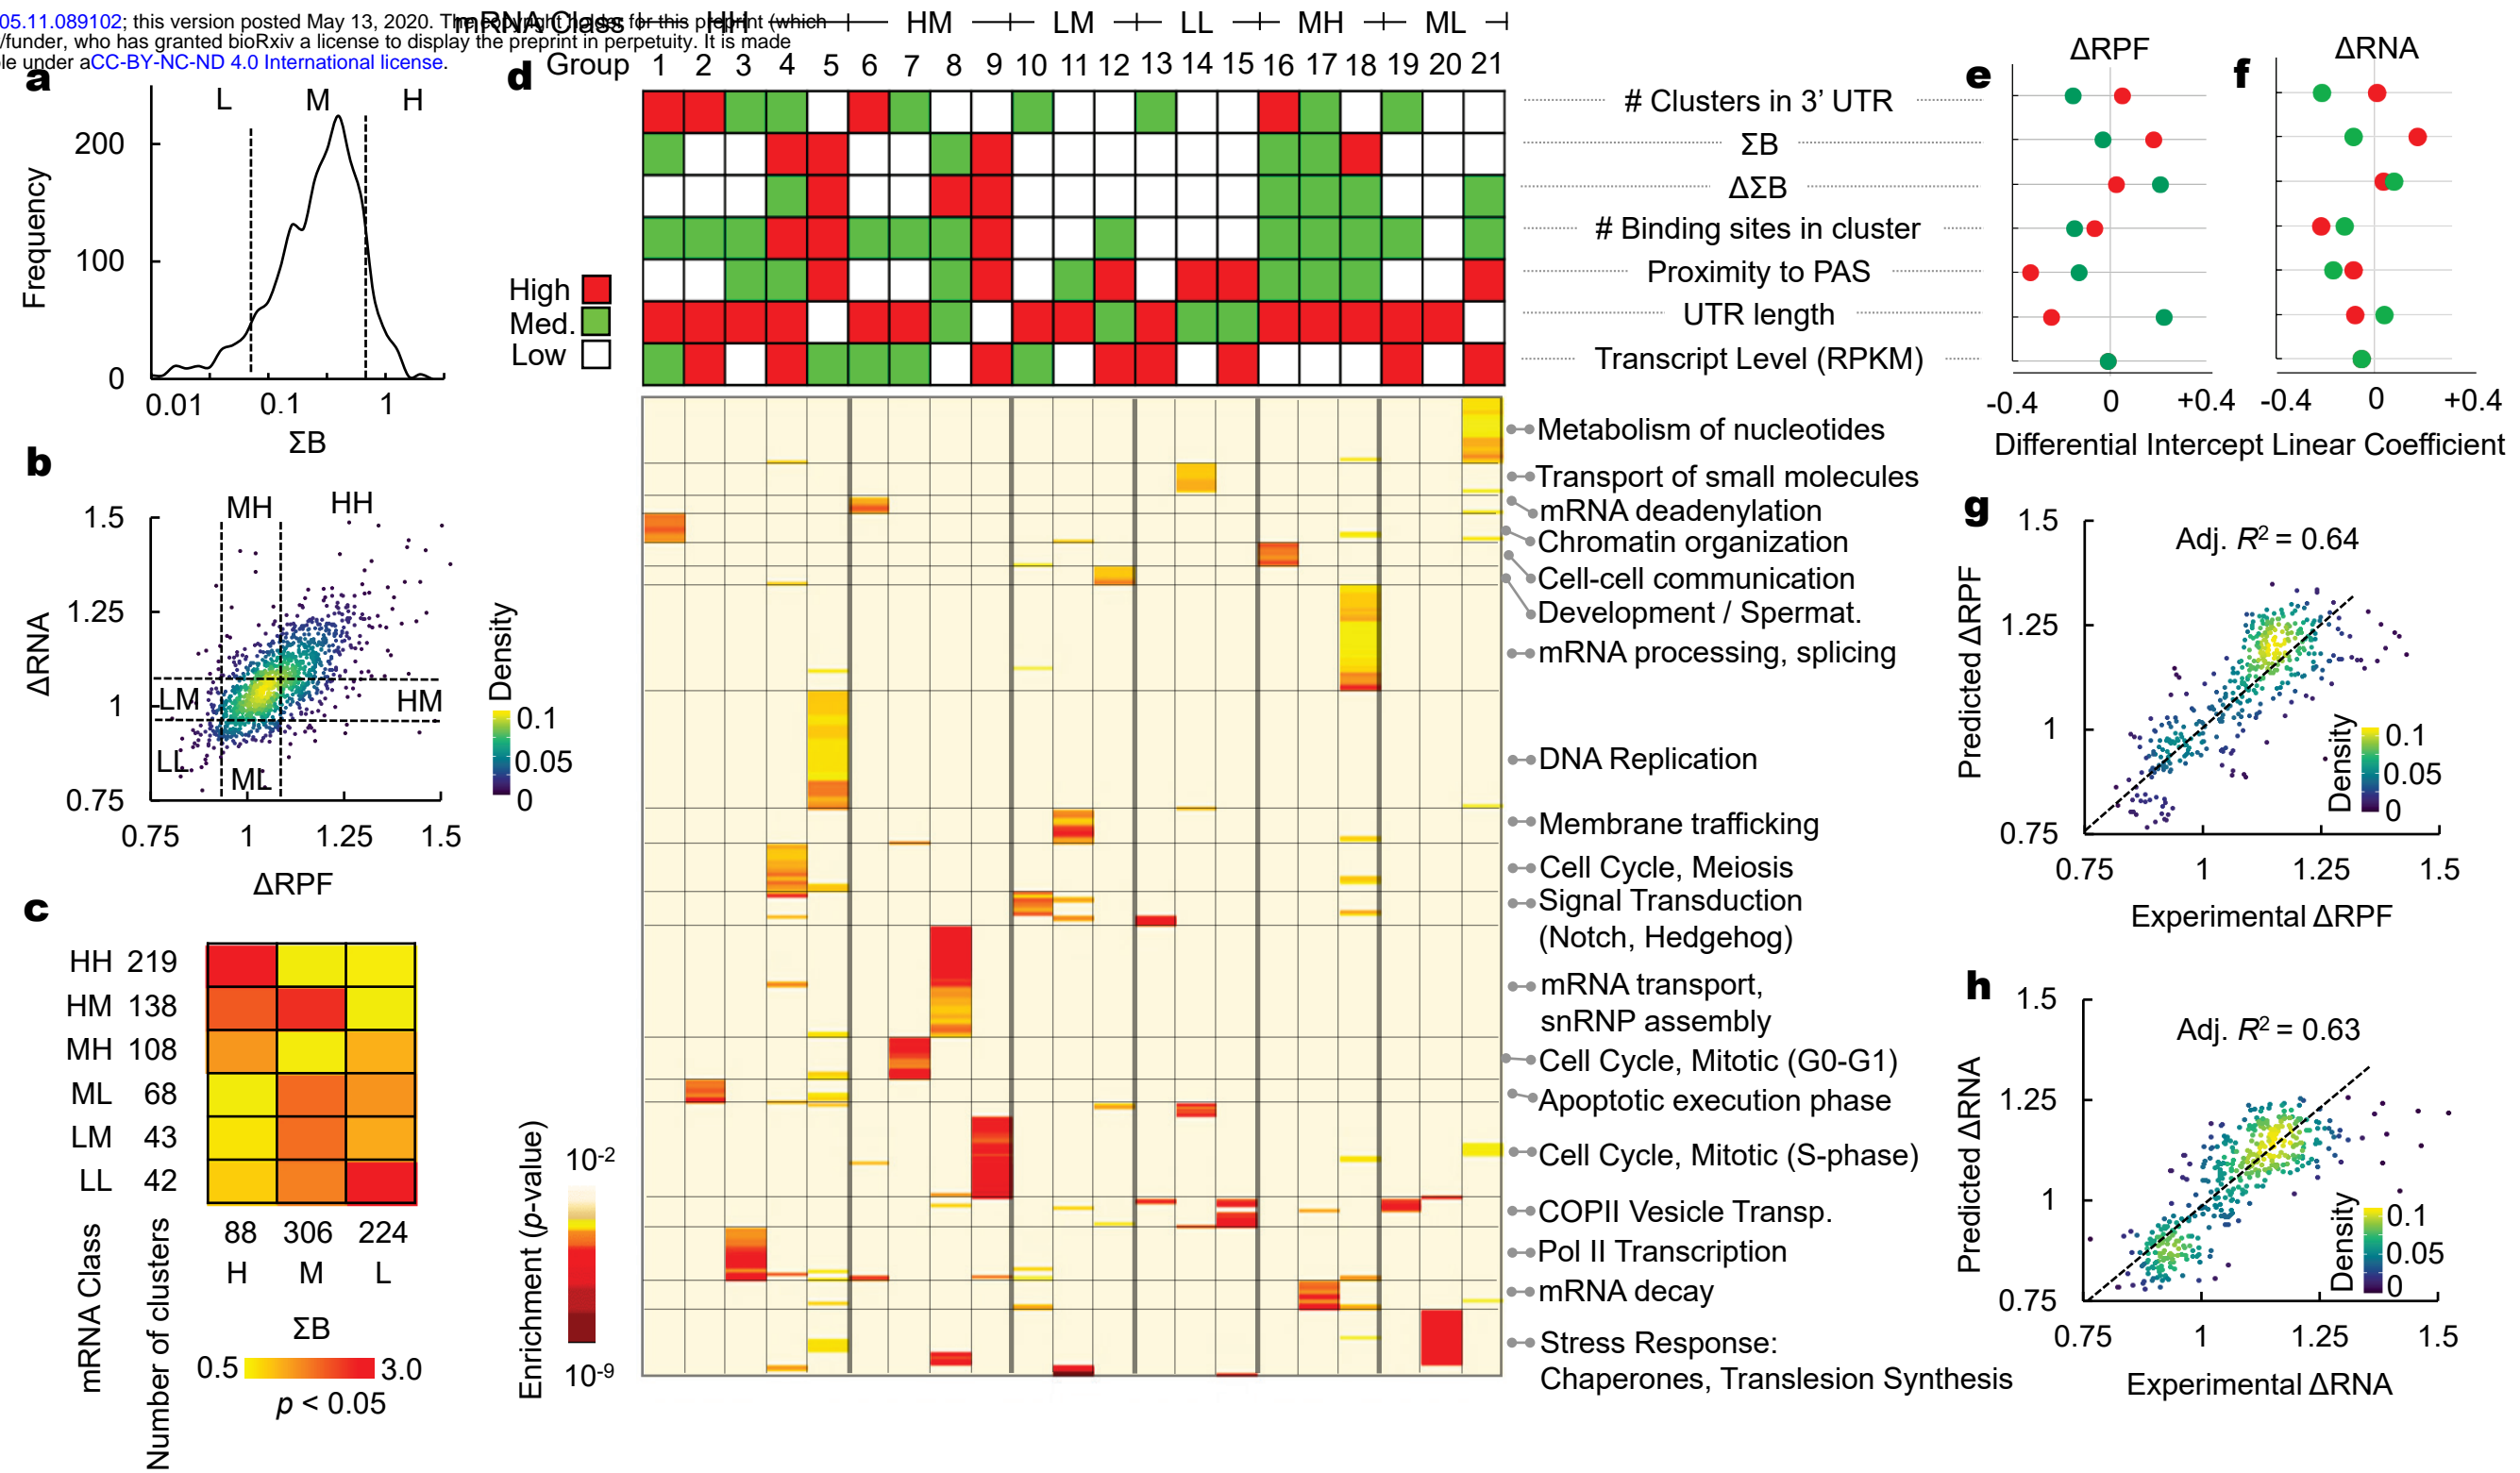 05.11.089102; this version posted May 13, 2020. The copyright holder for this preprint (which
/funder, who has granted bioRxiv a license to display the preprint in perpetuity. It is made
le under aCC-BY-NC-ND 4.0 International license.
a
L M H
Frequency
200
100
0
0.01 0.1 1
ΣB
b
MH HH
1.5
1.25
1
0.75
ΔRNA
LM HM
LL ML
0.75 1 1.25 1.5
ΔRPF
Density
0.1
0.05
0
c
HH 219
HM 138
MH 108
ML 68
LM 43
LL 42
88 306 224
H M L
ΣB
mRNA Class
Number of clusters
0.5 3.0
p < 0.05
d
mRNA Class HH HM LM LL MH ML
Group 1 2 3 4 5 6 7 8 9 10 11 12 13 14 15 16 17 18 19 20 21
High
Med.
Low
# Clusters in 3’ UTR
ΣB
ΔΣB
# Binding sites in cluster
Proximity to PAS
UTR length
Transcript Level (RPKM)
Metabolism of nucleotides
Transport of small molecules
mRNA deadenylation
Chromatin organization
Cell-cell communication
Development / Spermat.
mRNA processing, splicing
DNA Replication
Membrane trafficking
Cell Cycle, Meiosis
Signal Transduction
(Notch, Hedgehog)
mRNA transport,
snRNP assembly
Cell Cycle, Mitotic (G0-G1)
Apoptotic execution phase
Cell Cycle, Mitotic (S-phase)
COPII Vesicle Transp.
Pol II Transcription
mRNA decay
Stress Response:
Chaperones, Translesion Synthesis
Enrichment (p-value)
10-2
10-9
e
ΔRPF
-0.4 0 +0.4
f
ΔRNA
-0.4 0 +0.4
Differential Intercept Linear Coefficient
g
Adj. R2 = 0.64
1.5
1.25
1
0.75
Predicted ΔRPF
Density
0.1
0.05
0
0.75 1 1.25 1.5
Experimental ΔRPF
h
Adj. R2 = 0.63
1.5
1.25
1
0.75
Predicted ΔRNA
Density
0.1
0.05
0
0.75 1 1.25 1.5
Experimental ΔRNA